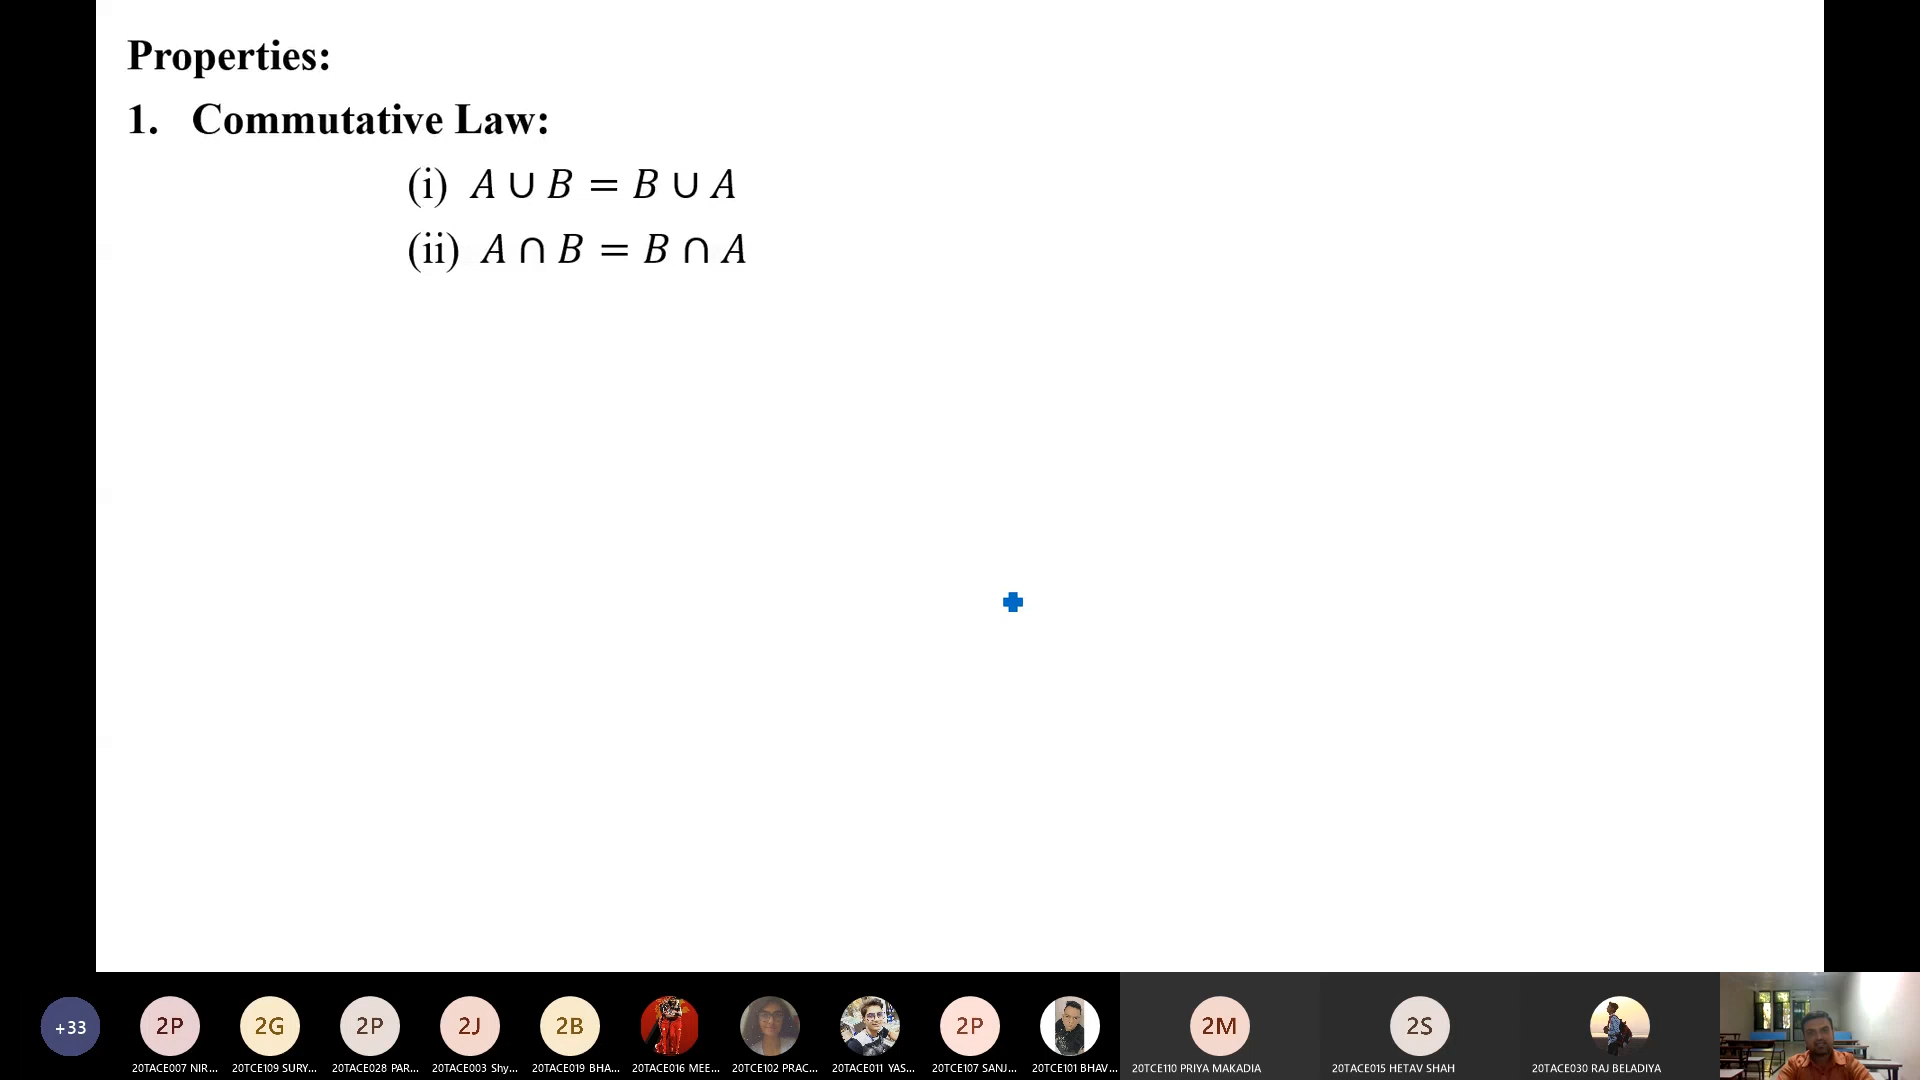 Properties:
1. Commutative Law:
(i) A ∪ B = B ∪ A
(ii) A ∩ B = B ∩ A
+33 2P 2G 2P 2J 2B 2P 2M 2S
20TACE007 NIR... 20TCE109 SURY... 20TACE028 PAR... 20TACE003 Shy... 20TACE019 BHA... 20TACE016 MEE... 20TCE102 PRAC... 20TACE011 YAS... 20TCE107 SANJ... 20TCE101 BHAV... 20TCE110 PRIYA MAKADIA 20TACE015 HETAV SHAH 20TACE030 RAJ BELADIYA